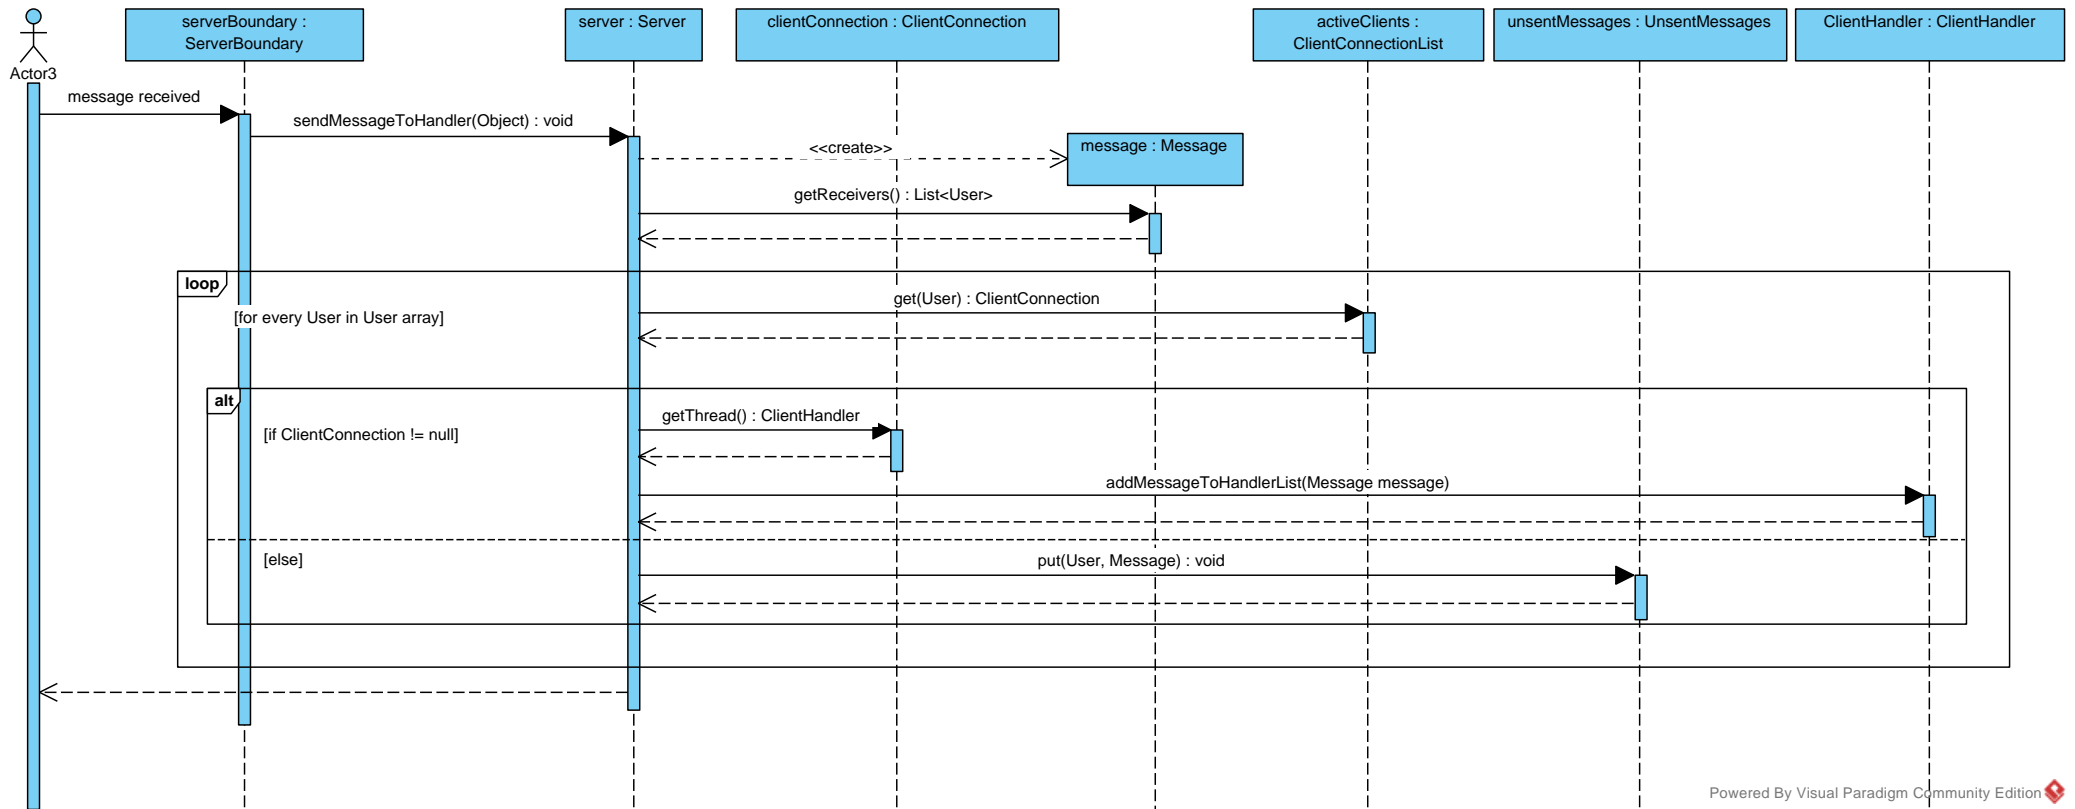 serverBoundary :
ServerBoundary
server : Server
clientConnection : ClientConnection
activeClients :
ClientConnectionList
unsentMessages : UnsentMessages
ClientHandler : ClientHandler
Actor3
message received
sendMessageToHandler(Object) : void
<<create>>
message : Message
getReceivers() : List<User>
loop
get(User) : ClientConnection
[for every User in User array]
alt
getThread() : ClientHandler
[if ClientConnection != null]
addMessageToHandlerList(Message message)
[else]
put(User, Message) : void
Powered By Visual Paradigm Community Edition